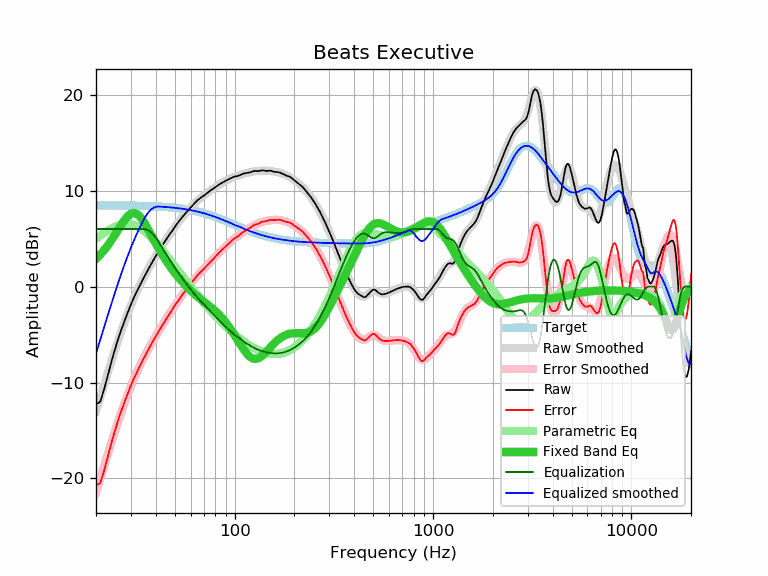 Beats Executive
20
10
0
−10
−20
Amplitude (dBr)
Target
Raw Smoothed
Error Smoothed
Raw
Error
Parametric Eq
Fixed Band Eq
Equalization
Equalized smoothed
100
1000
10000
Frequency (Hz)